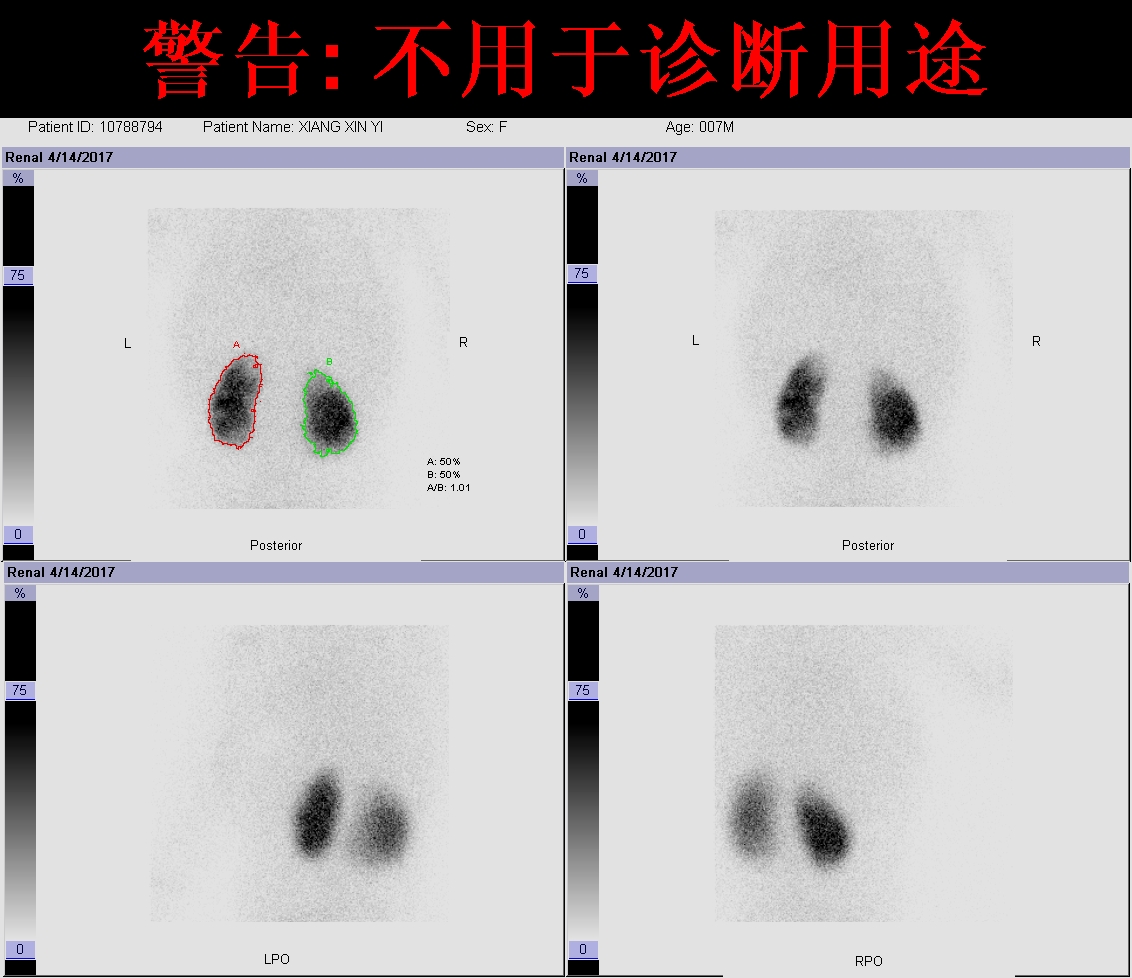 警告: 不用于诊断用途
Patient ID: 10788794 Patient Name: XIANG XIN YI Sex: F Age: 007M
Renal 4/14/2017
%
75
0
L
R
A
B
A: 50%
B: 50%
A/B: 1.01
Posterior
Renal 4/14/2017
%
75
0
L
R
Posterior
Renal 4/14/2017
%
75
0
LPO
Renal 4/14/2017
%
75
0
RPO